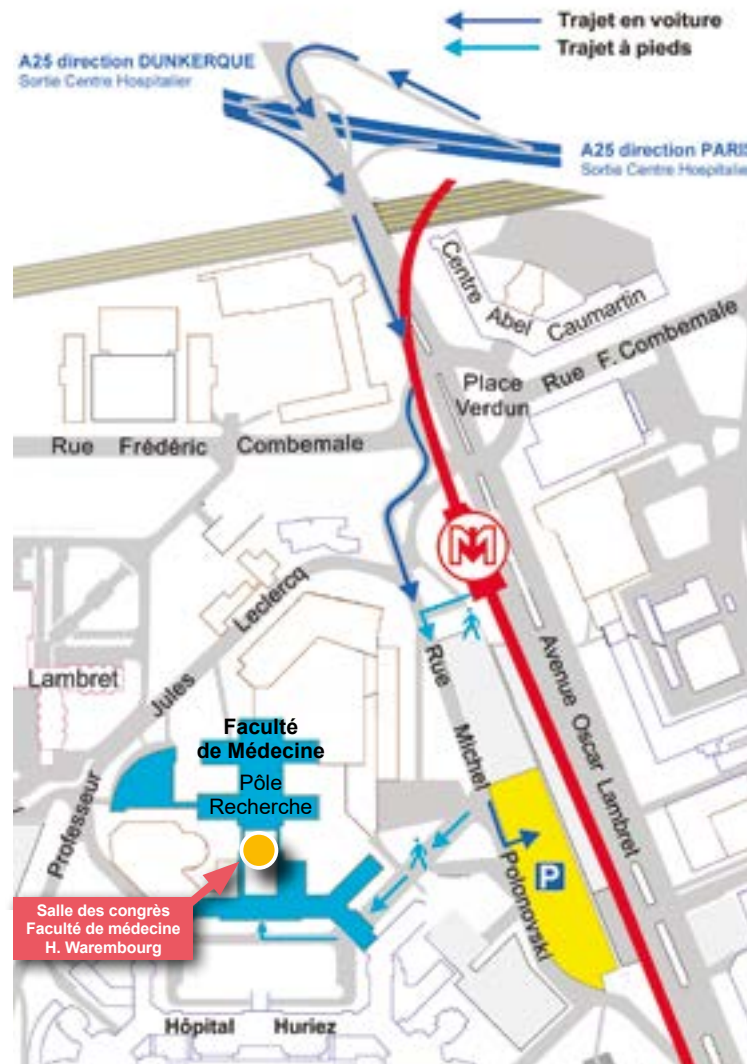 Trajet en voiture
Trajet à pieds
A25 direction DUNKERQUE
Sortie Centre Hospitalier
A25 direction PARIS
Sortie Centre Hospitalie
Centre Abel Caumartin
Place
Verdun
Rue F. Combemale
Rue Frédéric Combemale
M
Jules Leclercq
Rue Michel Polonovski
Avenue Oscar Lambret
Lambret
Faculté
de Médecine
Pôle
Recherche
Professeur
P
Salle des congrès
Faculté de médecine
H. Warembourg
Hôpital Huriez